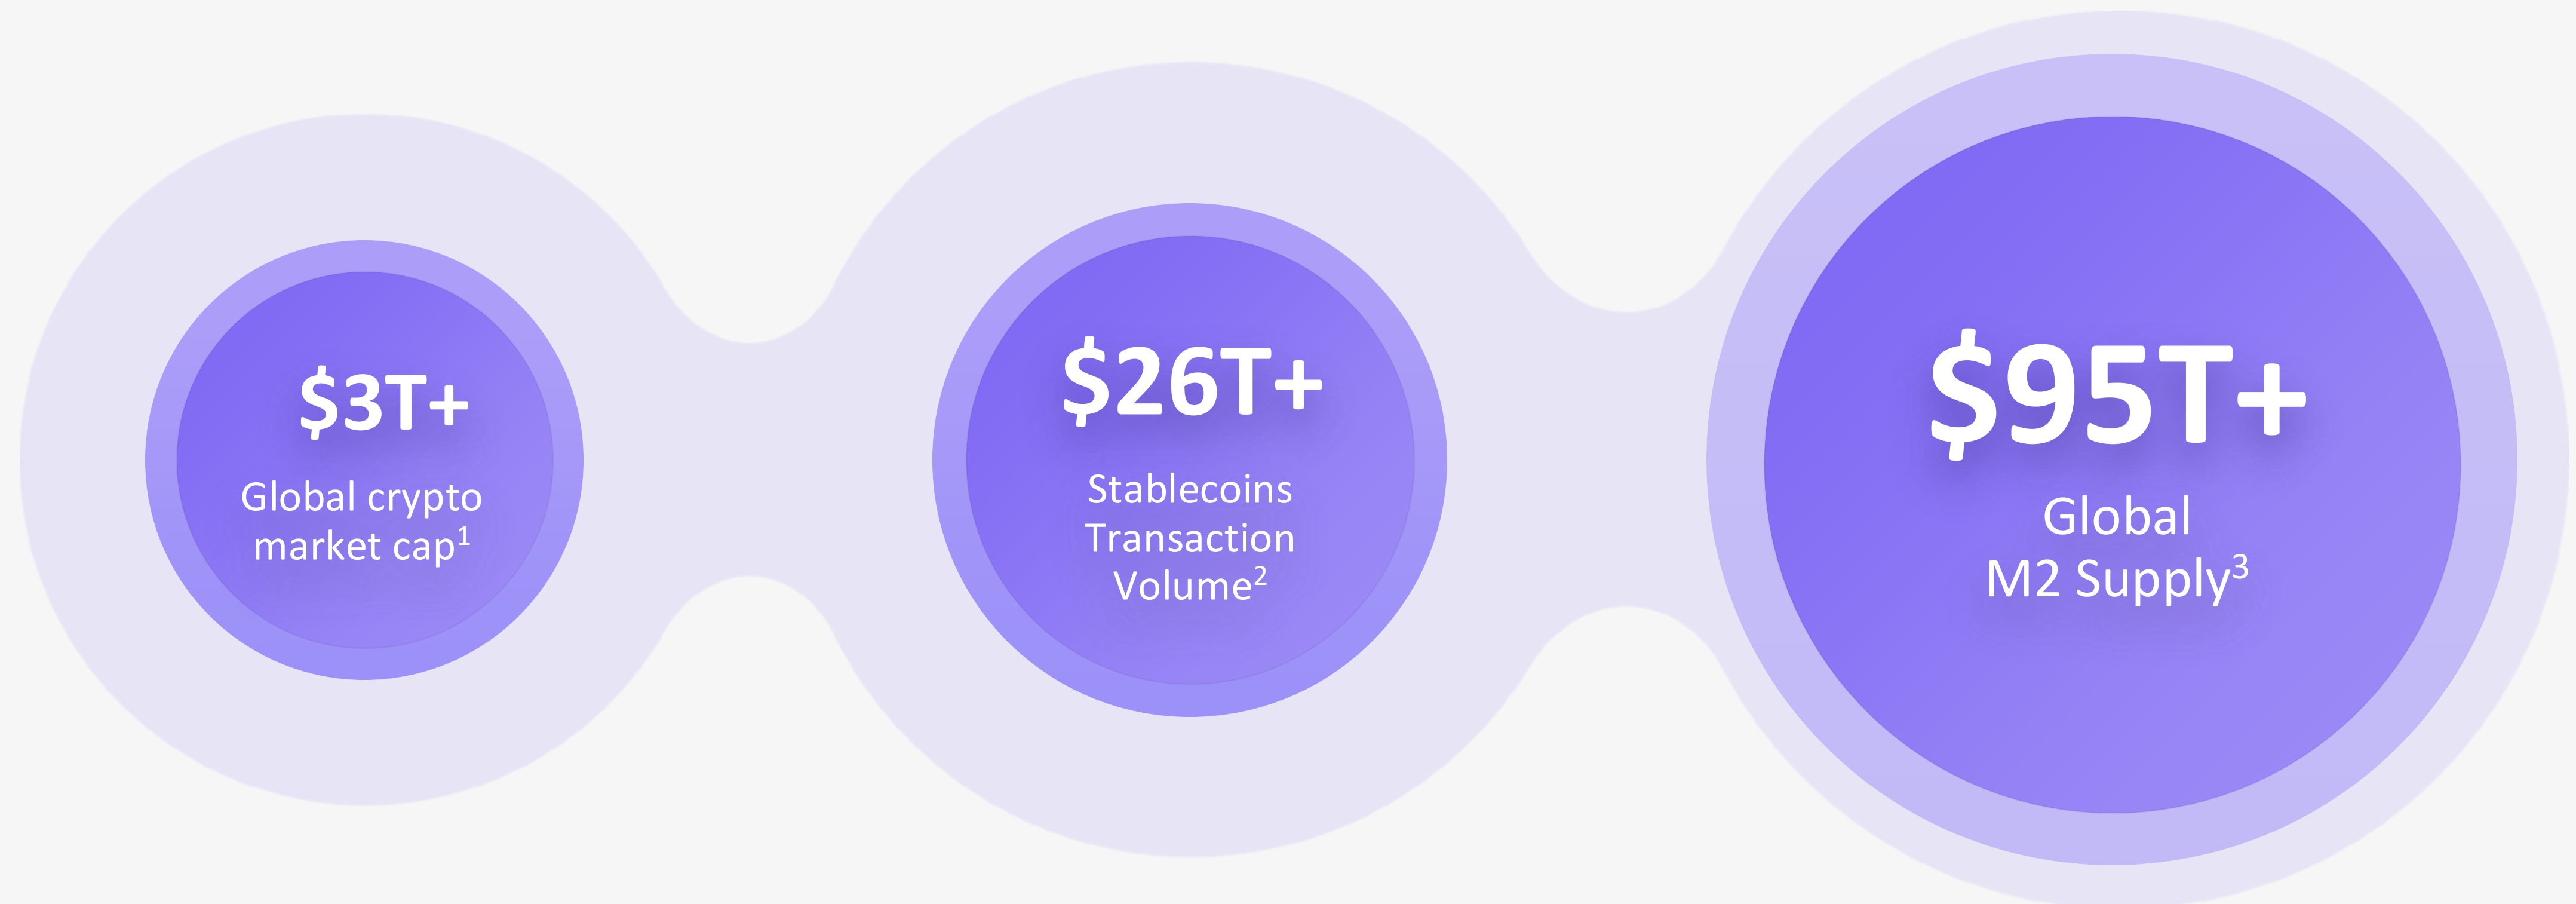 $3T+
Global crypto
market cap¹
$26T+
Stablecoins
Transaction
Volume²
$95T+
Global
M2 Supply³